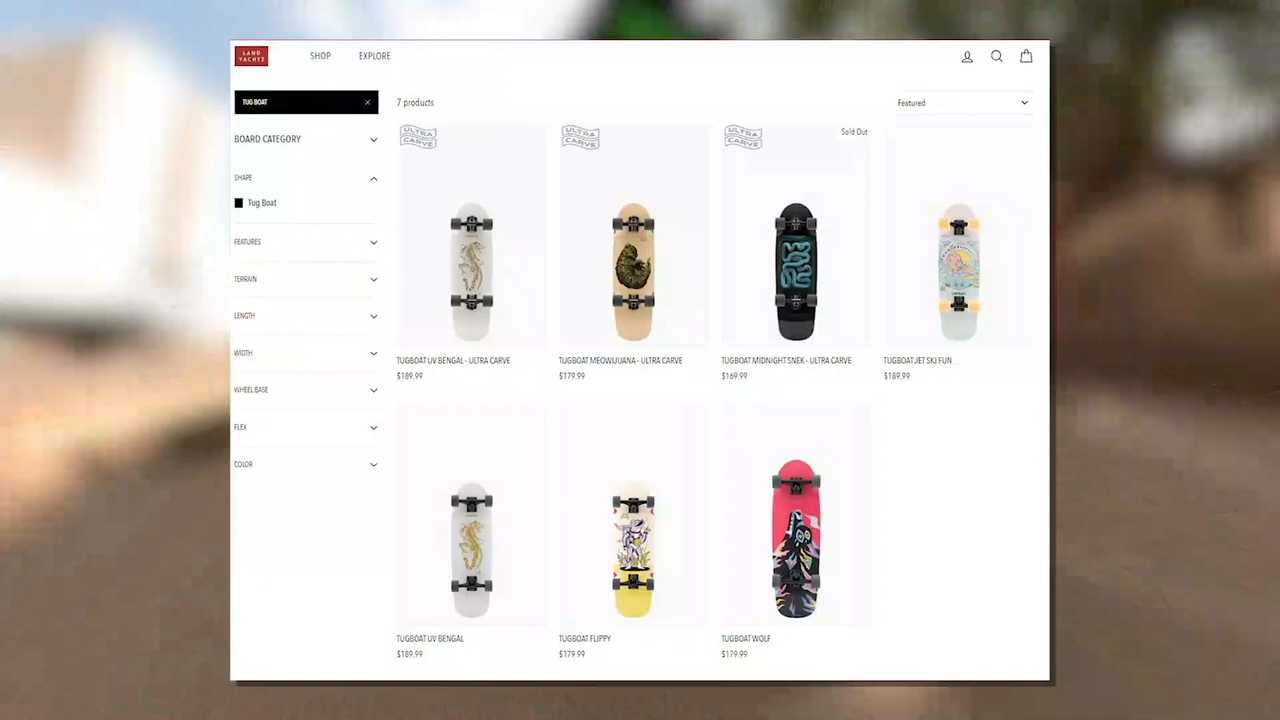 LAND
YACHTZ
SHOP
EXPLORE
TUG BOAT
7 products
Featured
BOARD CATEGORY
SHAPE
Tug Boat
FEATURES
TERRAIN
LENGTH
WIDTH
WHEEL BASE
FLEX
COLOR
ULTRA
CARVE
ULTRA
CARVE
ULTRA
CARVE
Sold Out
TUGBOAT UV BENGAL - ULTRA CARVE
$189.99
TUGBOAT MEOWIJUANA - ULTRA CARVE
$179.99
TUGBOAT MIDNIGHT SNEK - ULTRA CARVE
$169.99
TUGBOAT JET SKI FUN
$189.99
TUGBOAT UV BENGAL
$189.99
TUGBOAT FLIPPY
$179.99
TUGBOAT WOLF
$179.99